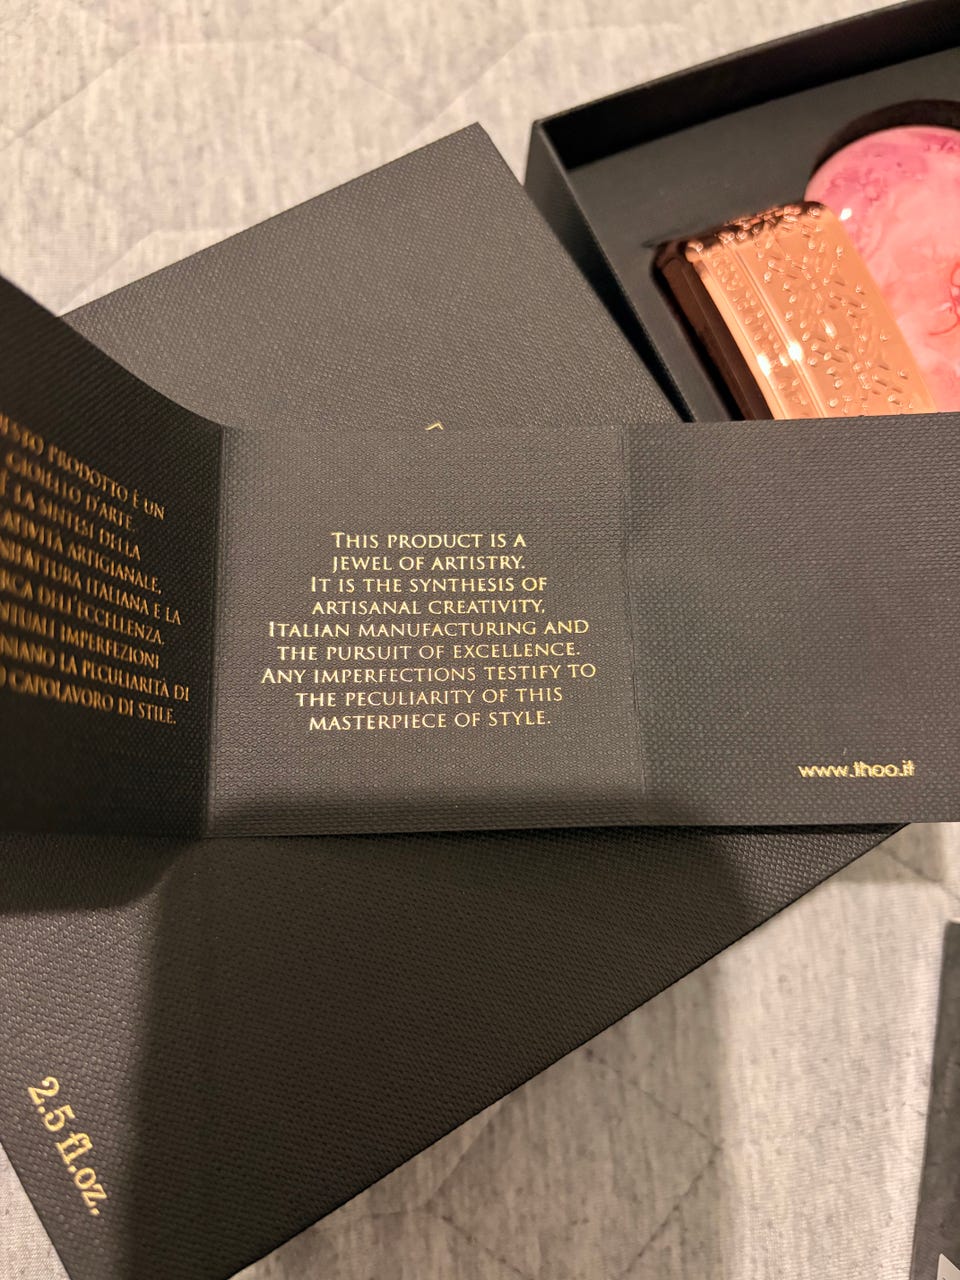 PRODOTTO È UN
GIOIELLO D'ARTE.
È LA SINTESI DELLA
ARTIGIANALE,
ITALIANA E LA
DELL'ECCELLENZA.
IMPERFEZIONI
LA PECULIARITÀ DI
CAPOLAVORO DI STILE.
THIS PRODUCT IS A
JEWEL OF ARTISTRY.
IT IS THE SYNTHESIS OF
ARTISANAL CREATIVITY,
ITALIAN MANUFACTURING AND
THE PURSUIT OF EXCELLENCE.
ANY IMPERFECTIONS TESTIFY TO
THE PECULIARITY OF THIS
MASTERPIECE OF STYLE.
www.thoo.it
2.5 fl.oz.